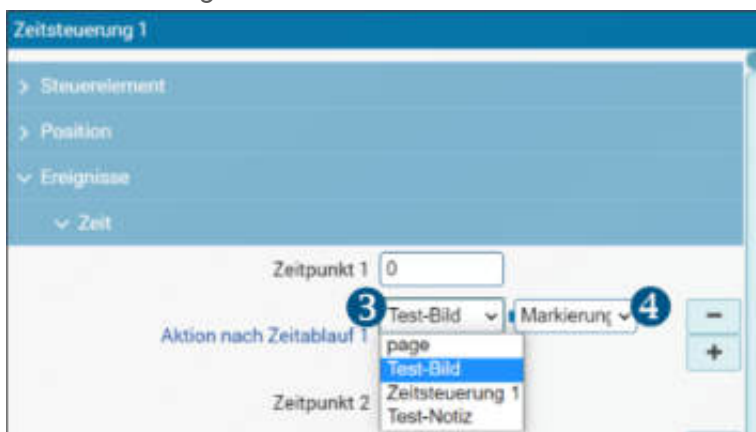 Zeitsteuerung 1
> Steuerelement
> Position
Ereignisse
Zeit
Zeitpunkt 1 0
3 Test-Bild Markierung 4
Aktion nach Zeitablauf 1
−
page
+
Test-Bild
Zeitsteuerung 1
Zeitpunkt 2
Test-Notiz